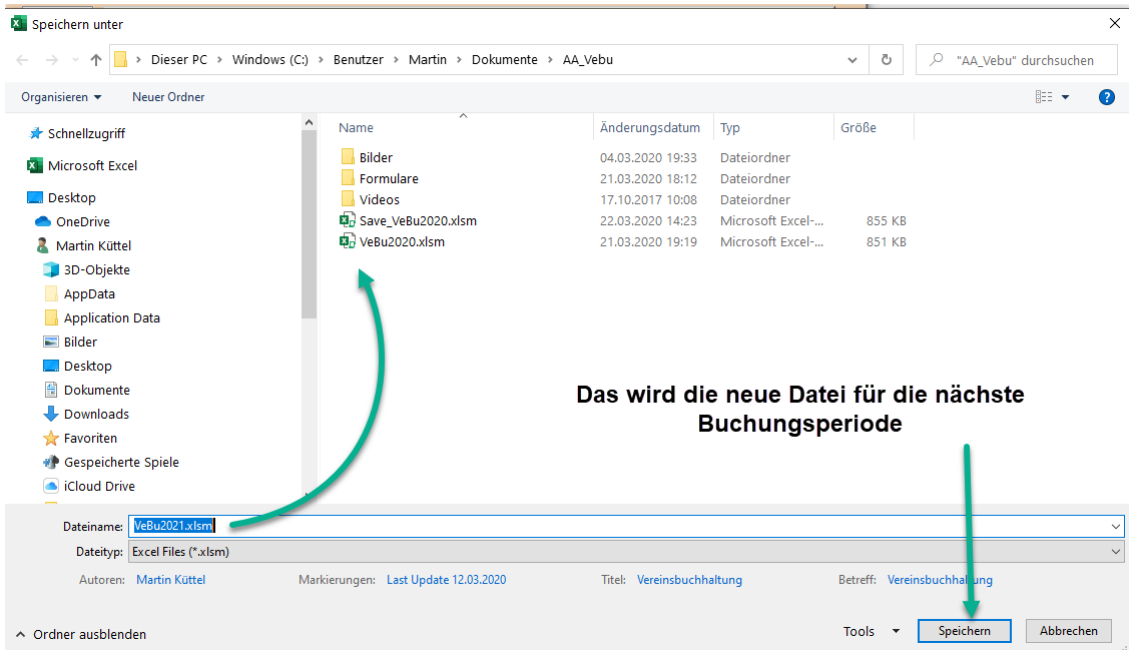 Speichern unter
Dieser PC > Windows (C:) > Benutzer > Martin > Dokumente > AA_Vebu
"AA_Vebu" durchsuchen
Organisieren Neuer Ordner
Name Änderungsdatum Typ Größe
Schnellzugriff
Microsoft Excel
Desktop
OneDrive
Martin Küttel
3D-Objekte
AppData
Application Data
Bilder
Desktop
Dokumente
Downloads
Favoriten
Gespeicherte Spiele
iCloud Drive
Bilder 04.03.2020 19:33 Dateiordner
Formulare 21.03.2020 18:12 Dateiordner
Videos 17.10.2017 10:08 Dateiordner
Save_VeBu2020.xlsm 22.03.2020 14:23 Microsoft Excel-... 855 KB
VeBu2020.xlsm 21.03.2020 19:19 Microsoft Excel-... 851 KB
Das wird die neue Datei für die nächste
Buchungsperiode
Dateiname: VeBu2021.xlsm
Dateityp: Excel Files (*.xlsm)
Autoren: Martin Küttel Markierungen: Last Update 12.03.2020 Titel: Vereinsbuchhaltung Betreff: Vereinsbuchhaltung
Ordner ausblenden Tools Speichern Abbrechen